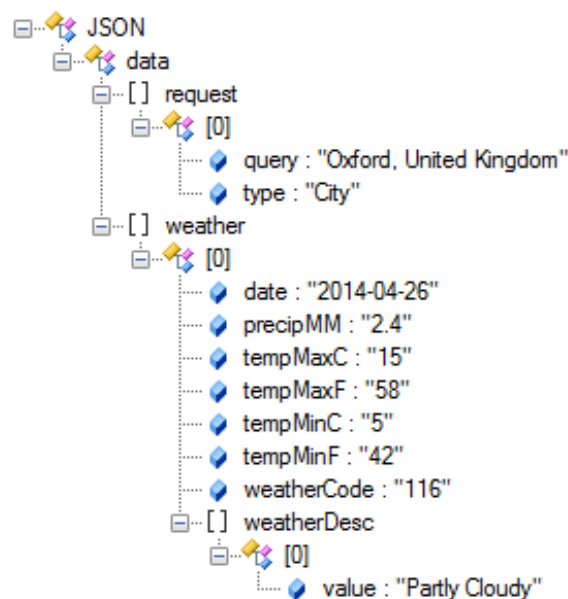 JSON
data
[ ] request
[0]
query : "Oxford, United Kingdom"
type : "City"
[ ] weather
[0]
date : "2014-04-26"
precipMM : "2.4"
tempMaxC : "15"
tempMaxF : "58"
tempMinC : "5"
tempMinF : "42"
weatherCode : "116"
[ ] weatherDesc
[0]
value : "Partly Cloudy"